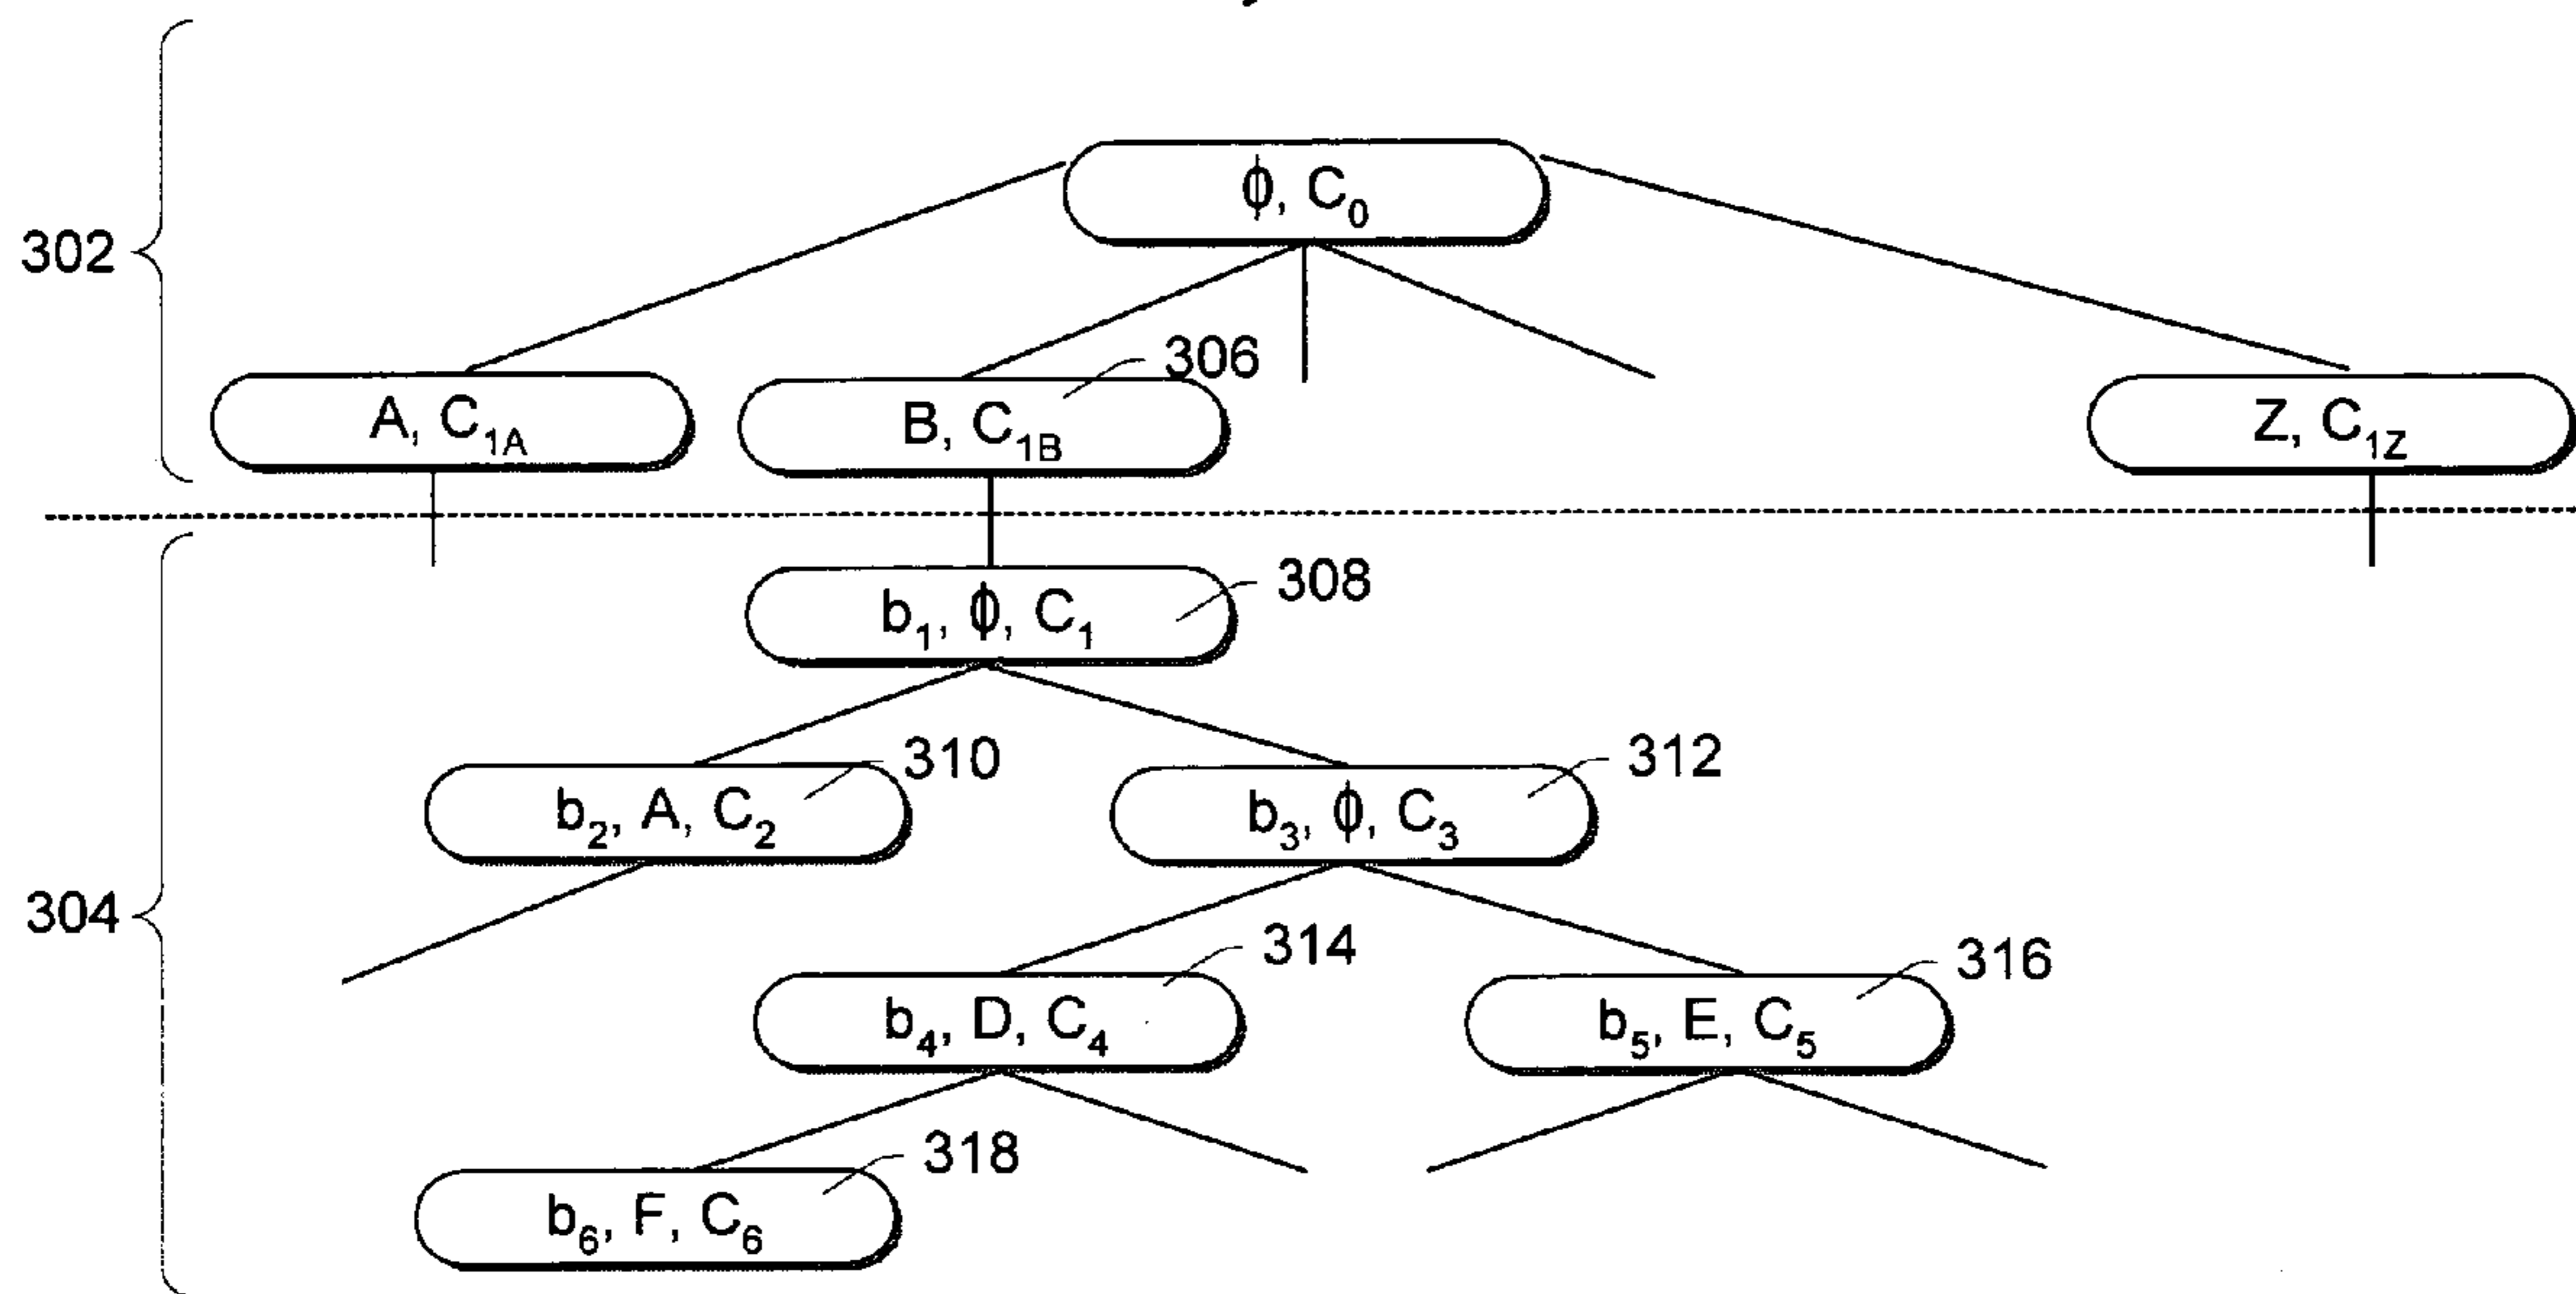 ϕ, C₀
302
306
A, C₁A
B, C₁B
Z, C₁Z
308
b₁, ϕ, C₁
310
312
b₂, A, C₂
b₃, ϕ, C₃
304
314
316
b₄, D, C₄
b₅, E, C₅
318
b₆, F, C₆